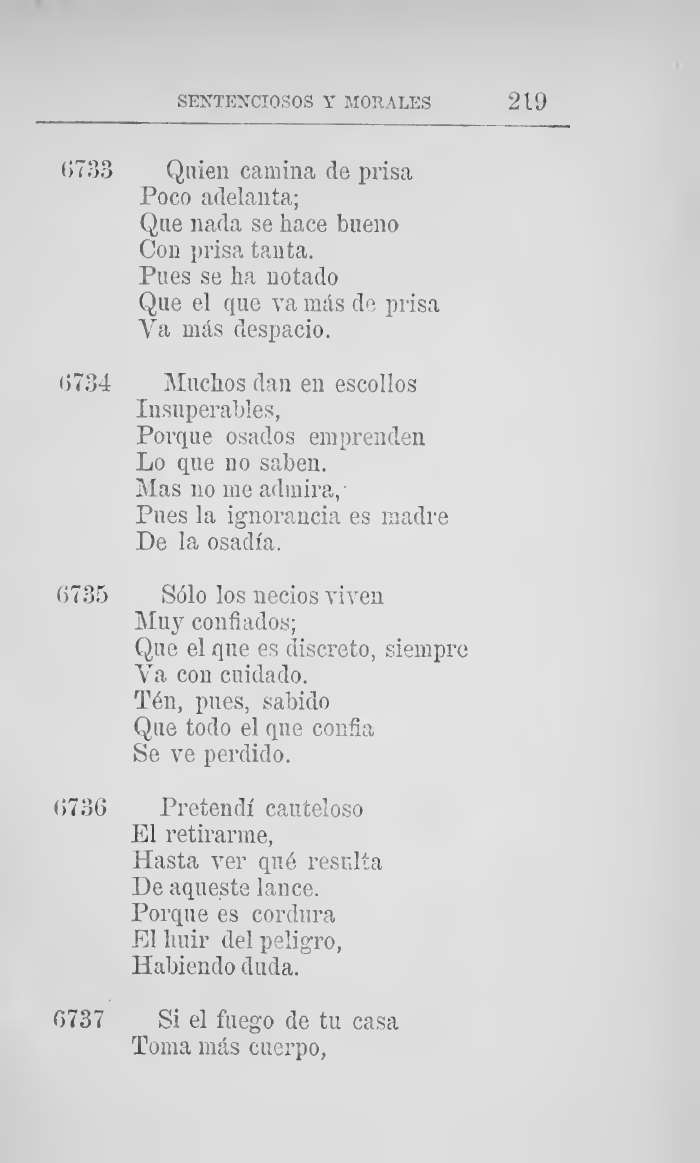 SENTENCIOSOS Y MORALES 219
6733 Quien camina de prisa
Poco adelanta;
Que nada se hace bueno
Con prisa tanta.
Pues se ha notado
Que el que va más de prisa
Va más despacio.
6734 Muchos dan en escollos
Insuperables,
Porque osados emprenden
Lo que no saben.
Mas no me admira,
Pues la ignorancia es madre
De la osadía.
6735 Sólo los necios viven
Muy confiados;
Que el que es discreto, siempre
Va con cuidado.
Tén, pues, sabido
Que todo el que confia
Se ve perdido.
6736 Pretendí cauteloso
El retirarme,
Hasta ver qué resulta
De aqueste lance.
Porque es cordura
El huir del peligro,
Habiendo duda.
6737 Si el fuego de tu casa
Toma más cuerpo,